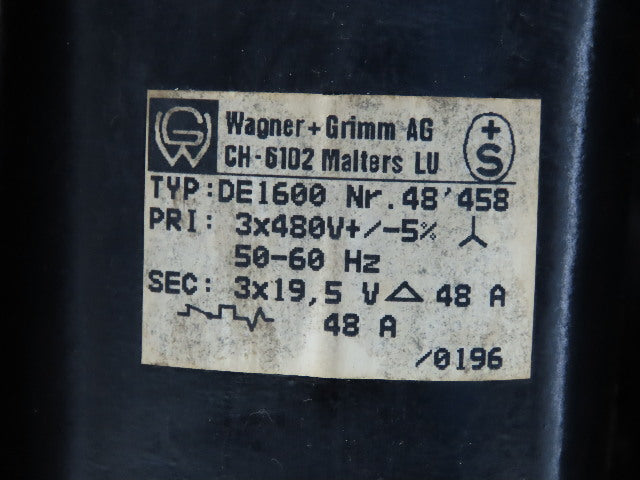 GW
Wagner+Grimm AG
CH-6102 Malters LU
+S
TYP:DE1600 Nr.48'458
PRI: 3x480V+/-5%
50-60 Hz
SEC: 3x19,5 V △ 48 A
48 A
/0196